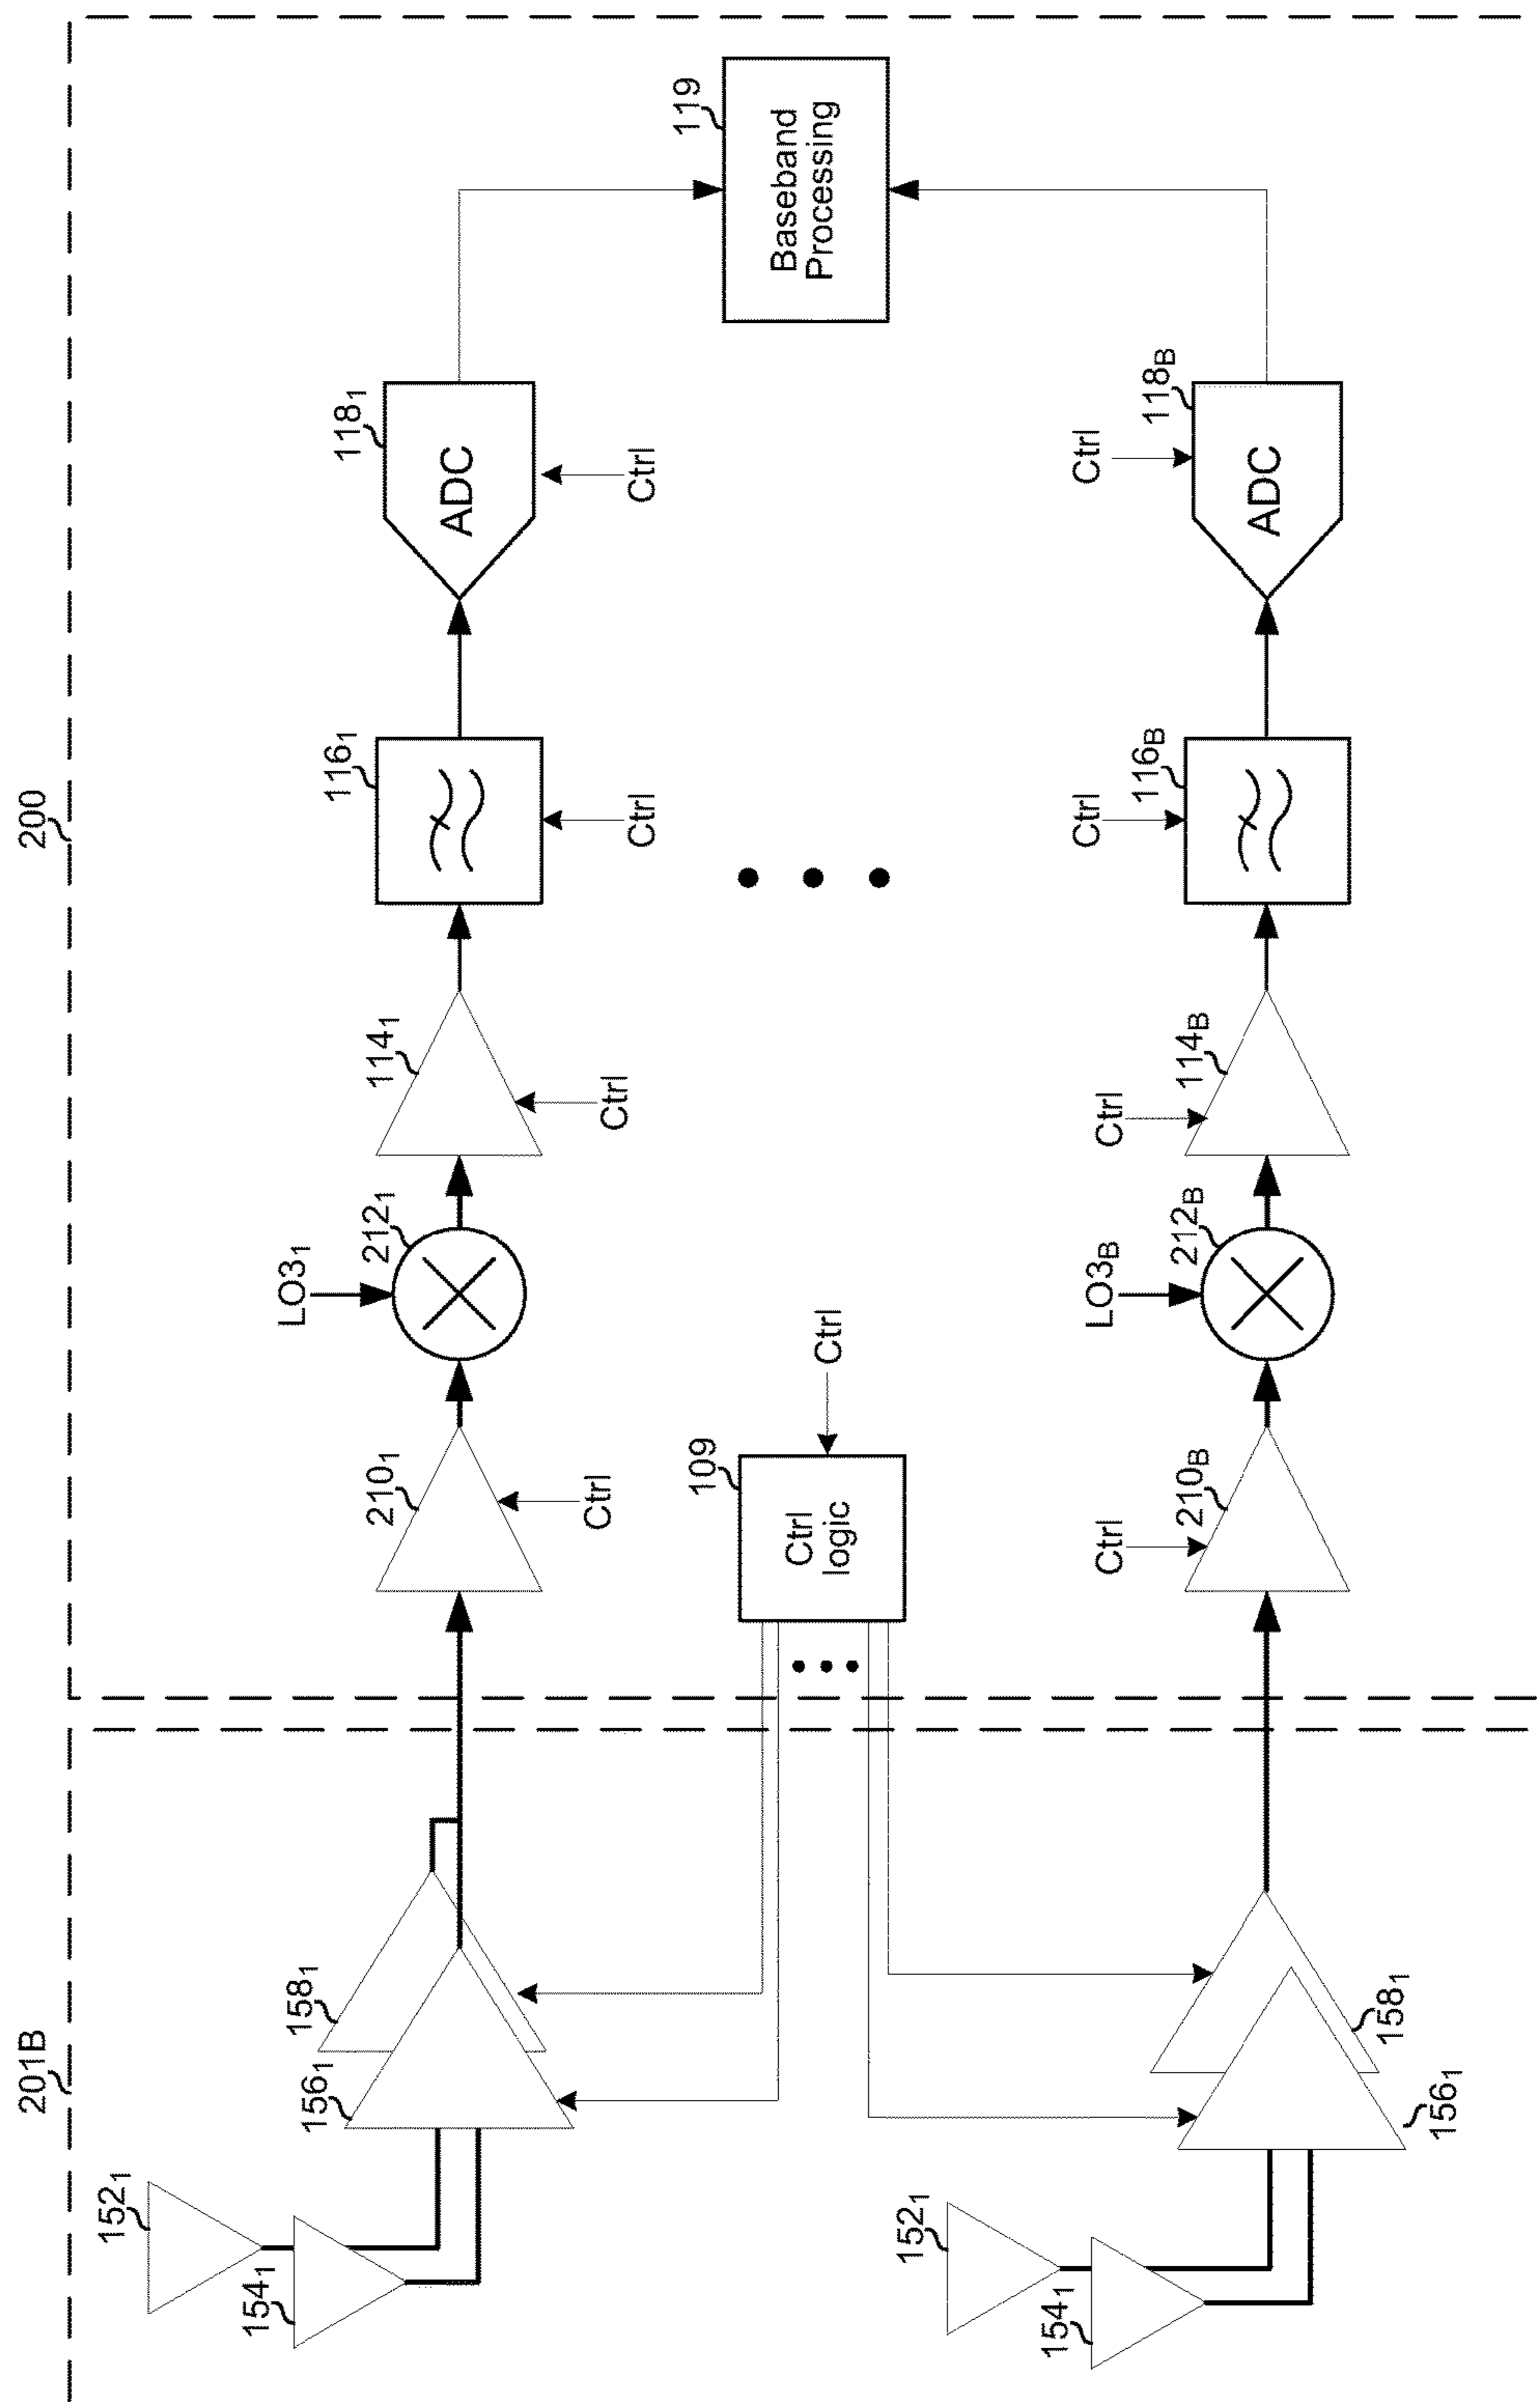 201B
200
152₁
154₁
158₁
156₁
210₁
LO3₁
212₁
114₁
116₁
118₁
ADC
Ctrl
Ctrl
Ctrl
Ctrl
109
Ctrl
logic
Ctrl
119
Baseband
Processing
152₁
154₁
156₁
158₁
Ctrl
210B
LO3B
212B
Ctrl
114B
Ctrl
116B
Ctrl
118B
ADC